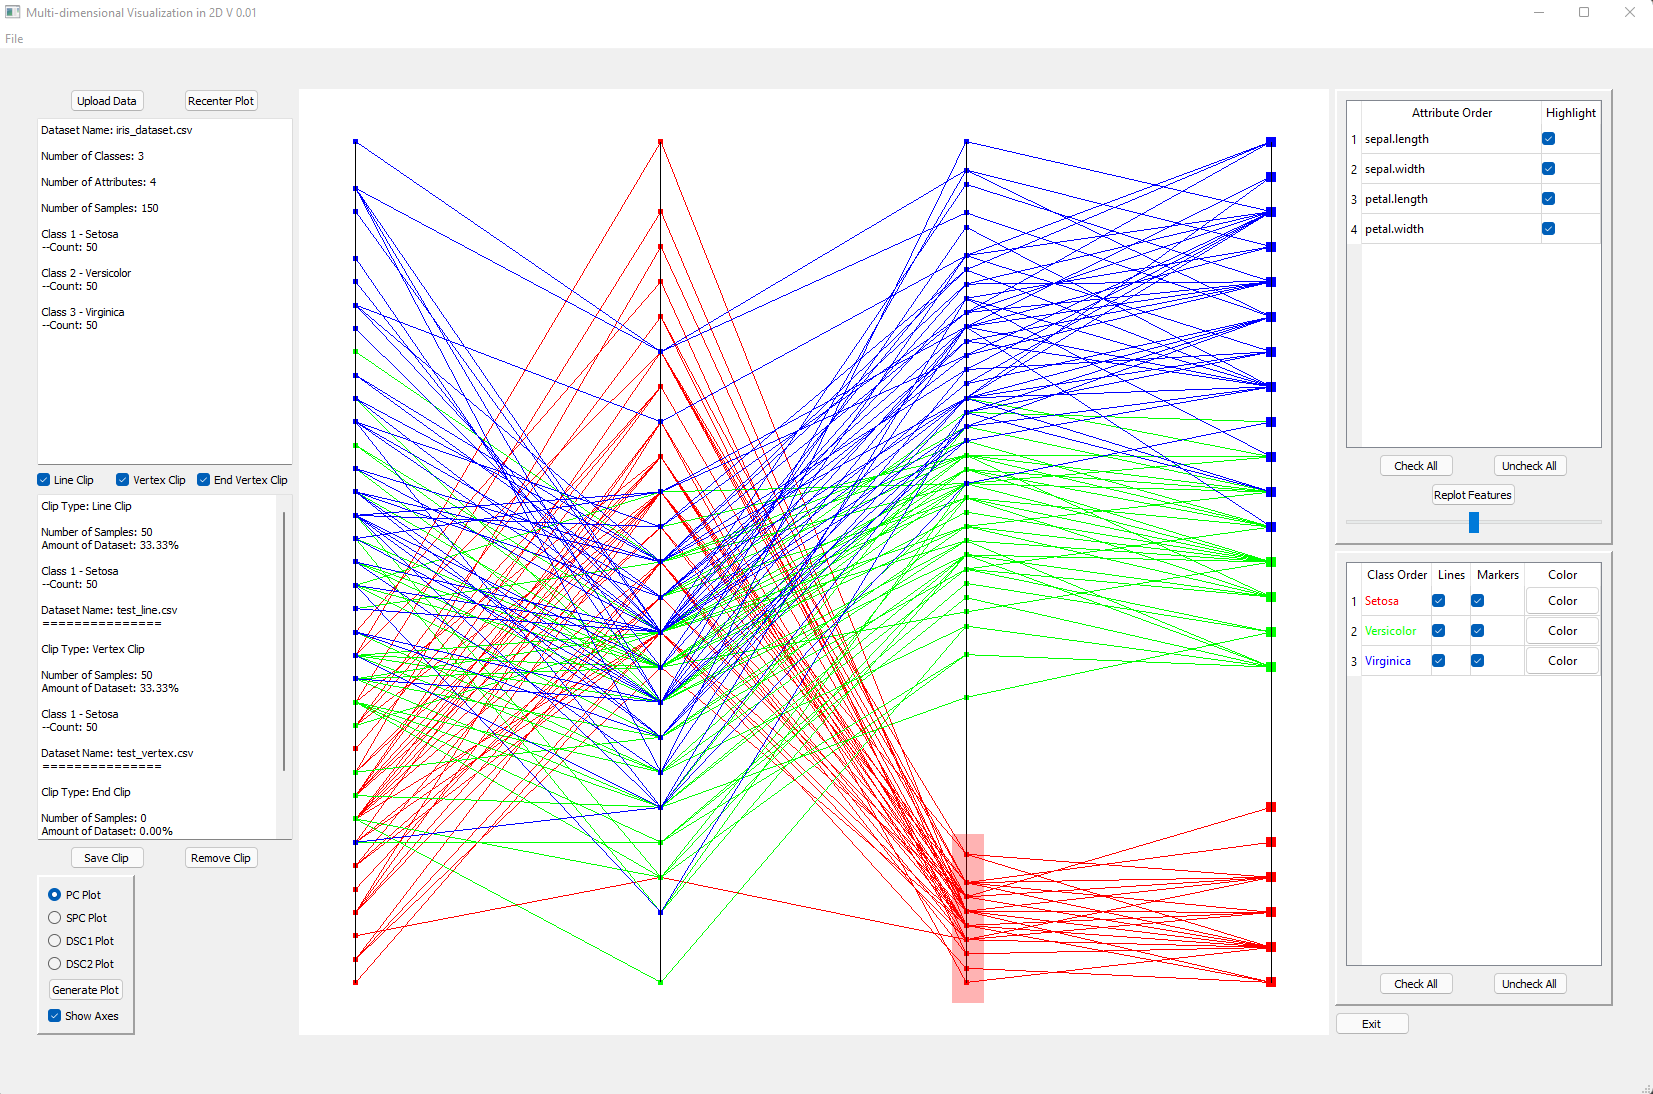 Multi-dimensional Visualization in 2D V 0.01
File
Upload Data
Recenter Plot
Dataset Name: iris_dataset.csv
Number of Classes: 3
Number of Attributes: 4
Number of Samples: 150
Class 1 - Setosa
--Count: 50
Class 2 - Versicolor
--Count: 50
Class 3 - Virginica
--Count: 50
Line Clip
Vertex Clip
End Vertex Clip
Clip Type: Line Clip
Number of Samples: 50
Amount of Dataset: 33.33%
Class 1 - Setosa
--Count: 50
Dataset Name: test_line.csv
===============
Clip Type: Vertex Clip
Number of Samples: 50
Amount of Dataset: 33.33%
Class 1 - Setosa
--Count: 50
Dataset Name: test_vertex.csv
===============
Clip Type: End Clip
Number of Samples: 0
Amount of Dataset: 0.00%
Save Clip
Remove Clip
PC Plot
SPC Plot
DSC1 Plot
DSC2 Plot
Generate Plot
Show Axes
Attribute Order Highlight
1 sepal.length
2 sepal.width
3 petal.length
4 petal.width
Check All
Uncheck All
Replot Features
Class Order Lines Markers Color
1 Setosa Color
2 Versicolor Color
3 Virginica Color
Check All
Uncheck All
Exit